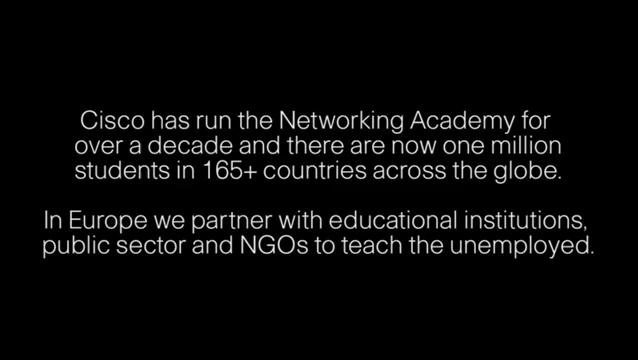 Cisco has run the Networking Academy for
over a decade and there are now one million
students in 165+ countries across the globe.
In Europe we partner with educational institutions,
public sector and NGOs to teach the unemployed.